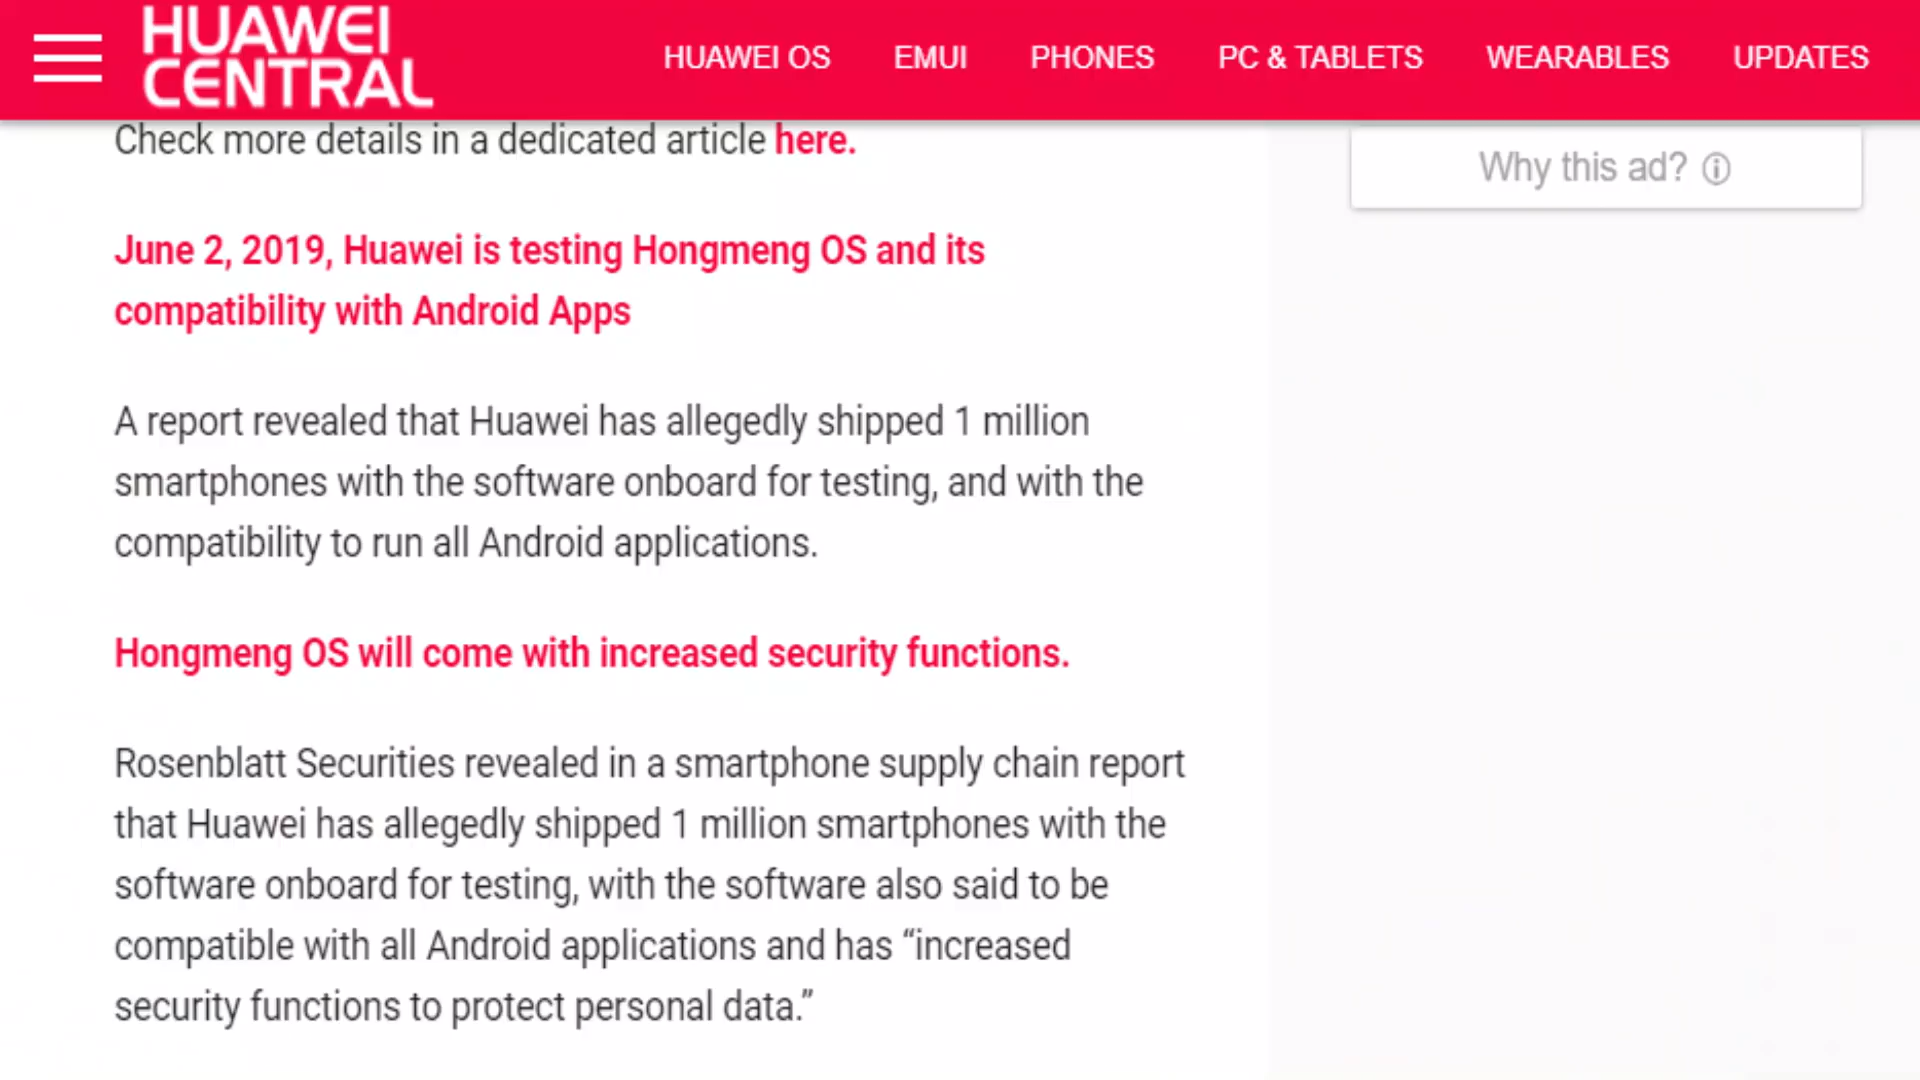 HUAWEI
CENTRAL
HUAWEI OS EMUI PHONES PC & TABLETS WEARABLES UPDATES
Check more details in a dedicated article here.
Why this ad?
June 2, 2019, Huawei is testing Hongmeng OS and its
compatibility with Android Apps
A report revealed that Huawei has allegedly shipped 1 million
smartphones with the software onboard for testing, and with the
compatibility to run all Android applications.
Hongmeng OS will come with increased security functions.
Rosenblatt Securities revealed in a smartphone supply chain report
that Huawei has allegedly shipped 1 million smartphones with the
software onboard for testing, with the software also said to be
compatible with all Android applications and has “increased
security functions to protect personal data.”